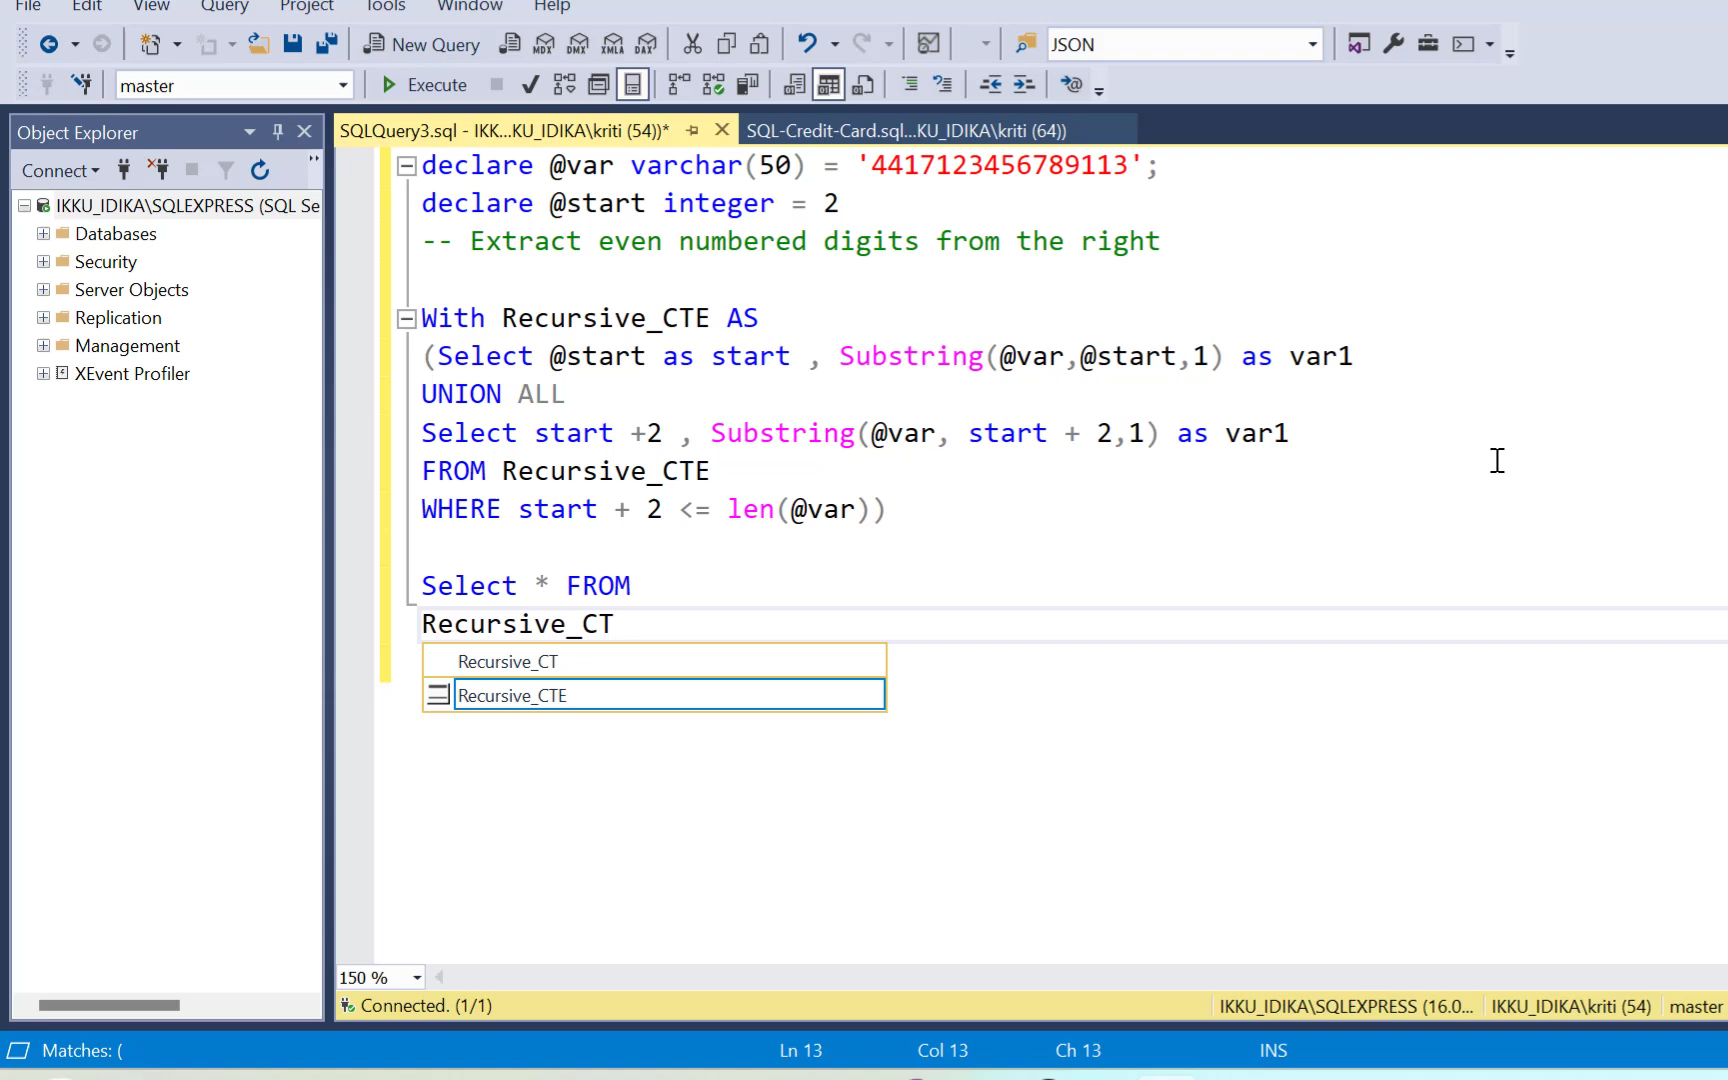 File Edit View Query Project Tools Window Help
New Query MDX DMX XMLA DAX JSON
master Execute
Object Explorer
Connect
IKKU_IDIKA\SQLEXPRESS (SQL Se
Databases
Security
Server Objects
Replication
Management
XEvent Profiler
SQLQuery3.sql - IKK...KU_IDIKA\kriti (54))* SQL-Credit-Card.sql...KU_IDIKA\kriti (64))
declare @var varchar(50) = '4417123456789113';
declare @start integer = 2
-- Extract even numbered digits from the right
With Recursive_CTE AS
(Select @start as start , Substring(@var,@start,1) as var1
UNION ALL
Select start +2 , Substring(@var, start + 2,1) as var1
FROM Recursive_CTE
WHERE start + 2 <= len(@var))
Select * FROM
Recursive_CT
Recursive_CT
Recursive_CTE
150 %
Connected. (1/1) IKKU_IDIKA\SQLEXPRESS (16.0... IKKU_IDIKA\kriti (54) master
Matches: ( Ln 13 Col 13 Ch 13 INS